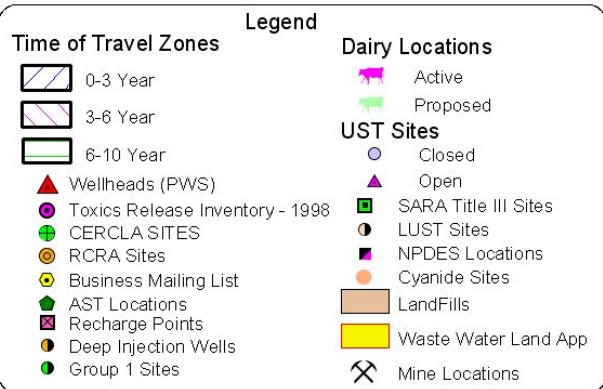 Legend
Time of Travel Zones
0-3 Year
3-6 Year
6-10 Year
Wellheads (PWS)
Toxics Release Inventory - 1998
CERCLA SITES
RCRA Sites
Business Mailing List
AST Locations
Recharge Points
Deep Injection Wells
Group 1 Sites
Dairy Locations
Active
Proposed
UST Sites
Closed
Open
SARA Title III Sites
LUST Sites
NPDES Locations
Cyanide Sites
LandFills
Waste Water Land App
Mine Locations